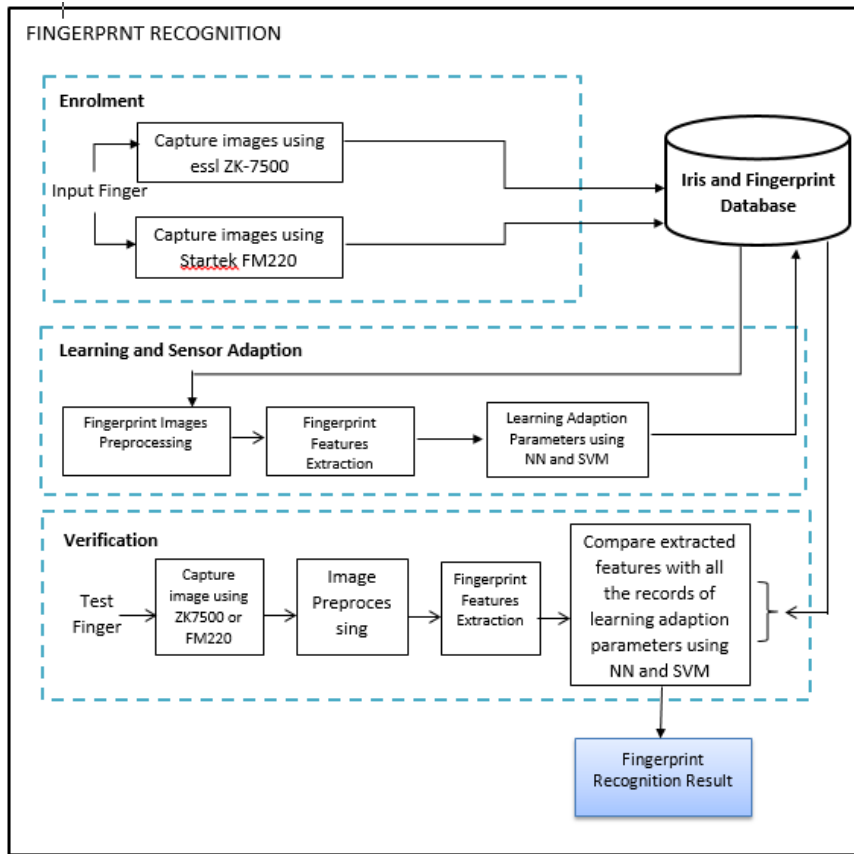 FINGERPRNT RECOGNITION
Enrolment
Capture images using
essl ZK-7500
Input Finger
Capture images using
Startek FM220
Iris and Fingerprint
Database
Learning and Sensor Adaption
Fingerprint Images
Preprocessing
Fingerprint
Features
Extraction
Learning Adaption
Parameters using
NN and SVM
Verification
Test
Finger
Capture
image using
ZK7500 or
FM220
Image
Preproces
sing
Fingerprint
Features
Extraction
Compare extracted
features with all
the records of
learning adaption
parameters using
NN and SVM
Fingerprint
Recognition Result